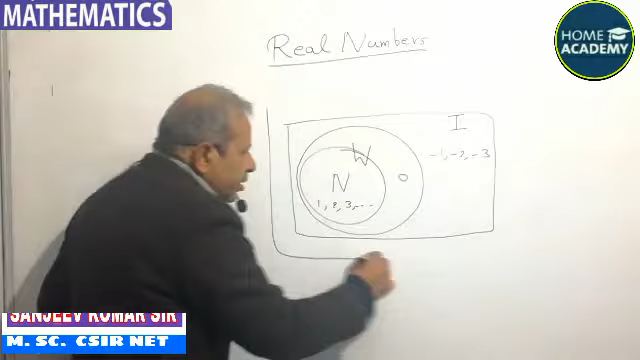 MATHEMATICS
HOME
ACADEMY
Real Numbers
I
W
-1, -2, -3
N
0
1, 2, 3, ....
SANJEEV KUMAR SIR
M. SC. CSIR NET